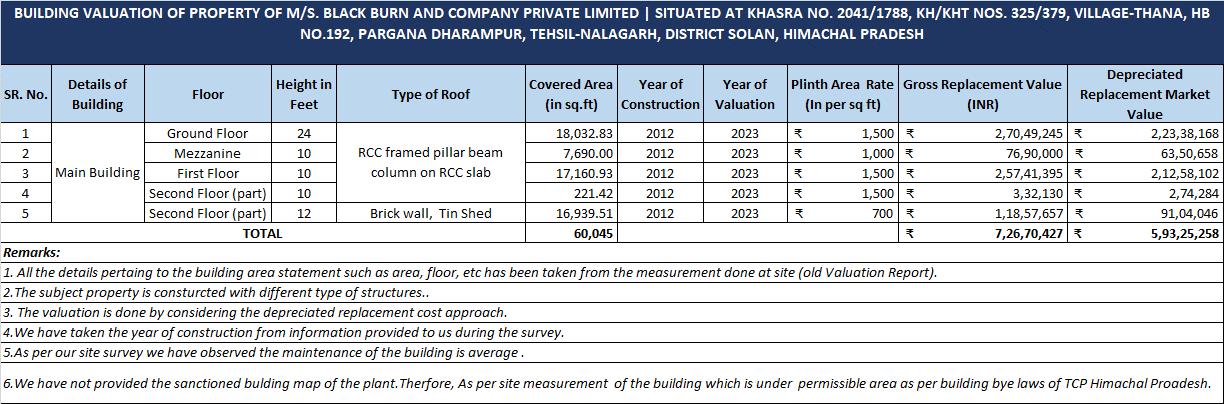 BUILDING VALUATION OF PROPERTY OF M/S. BLACK BURN AND COMPANY PRIVATE LIMITED | SITUATED AT KHASRA NO. 2041/1788, KH/KHT NOS. 325/379, VILLAGE-THANA, HB
NO.192, PARGANA DHARAMPUR, TEHSIL-NALAGARH, DISTRICT SOLAN, HIMACHAL PRADESH
SR. No. Details of Building Floor Height in Feet Type of Roof Covered Area (in sq.ft) Year of Construction Year of Valuation Plinth Area Rate (In per sq ft) Gross Replacement Value (INR) Depreciated Replacement Market Value
1 Main Building Ground Floor 24 RCC framed pillar beam column on RCC slab 18,032.83 2012 2023 ₹ 1,500 ₹ 2,70,49,245 ₹ 2,23,38,168
2 Mezzanine 10 7,690.00 2012 2023 ₹ 1,000 ₹ 76,90,000 ₹ 63,50,658
3 First Floor 10 17,160.93 2012 2023 ₹ 1,500 ₹ 2,57,41,395 ₹ 2,12,58,102
4 Second Floor (part) 10 221.42 2012 2023 ₹ 1,500 ₹ 3,32,130 ₹ 2,74,284
5 Second Floor (part) 12 Brick wall, Tin Shed 16,939.51 2012 2023 ₹ 700 ₹ 1,18,57,657 ₹ 91,04,046
TOTAL 60,045 ₹ 7,26,70,427 ₹ 5,93,25,258
Remarks:
1. All the details pertaing to the building area statement such as area, floor, etc has been taken from the measurement done at site (old Valuation Report).
2.The subject property is consturcted with different type of structures..
3. The valuation is done by considering the depreciated replacement cost approach.
4.We have taken the year of construction from information provided to us during the survey.
5.As per our site survey we have observed the maintenance of the building is average .
6.We have not provided the sanctioned bulding map of the plant.Therfore, As per site measurement of the building which is under permissible area as per building bye laws of TCP Himachal Proadesh.